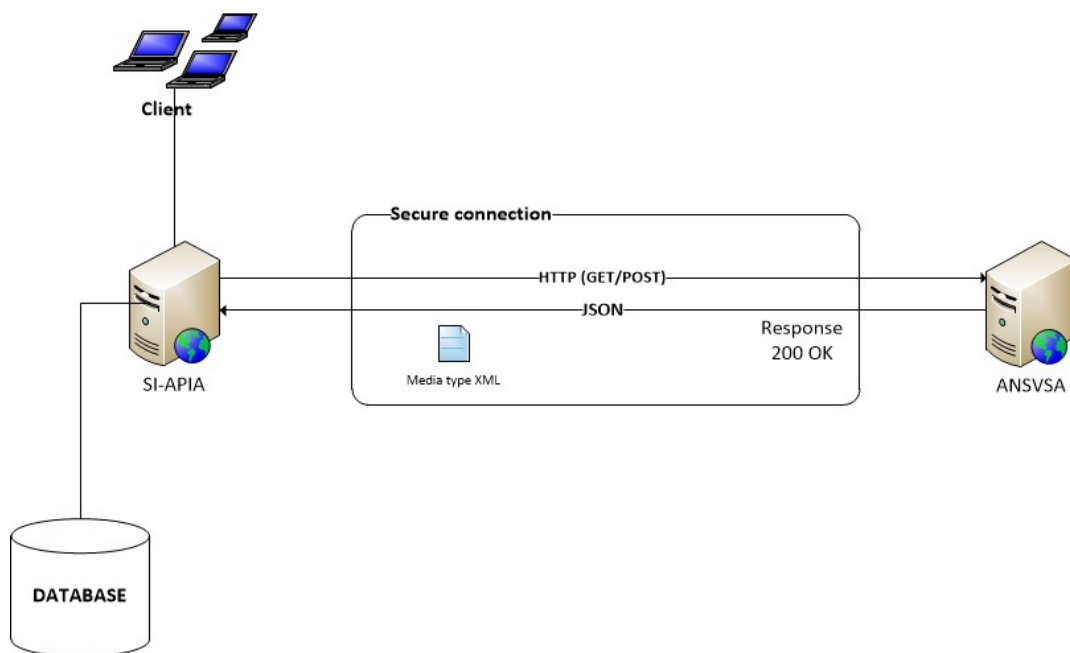 Client
Secure connection
HTTP (GET/POST)
JSON
Response
200 OK
Media type XML
SI-APIA
ANSVSA
DATABASE